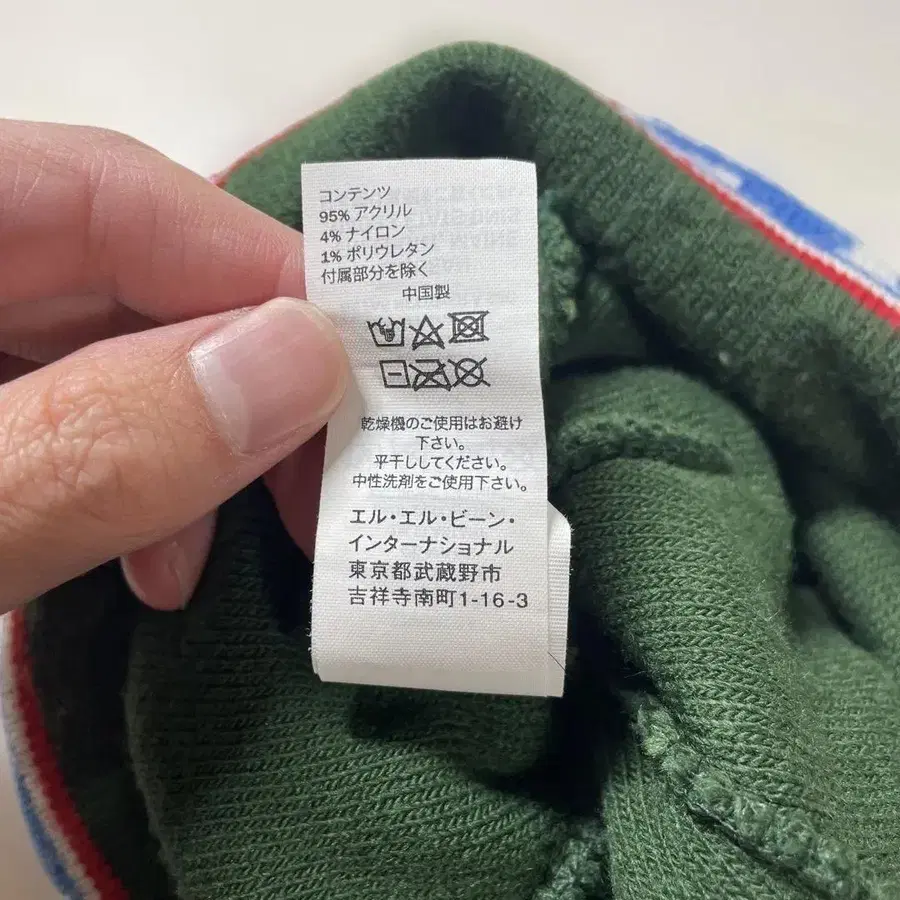 コンテンツ
95% アクリル
4% ナイロン
1% ポリウレタン
付属部分を除く
中国製
乾燥機のご使用はお避け
下さい。
平干ししてください。
中性洗剤をご使用下さい。
エル・エル・ビーン・
インターナショナル
東京都武蔵野市
吉祥寺南町1-16-3